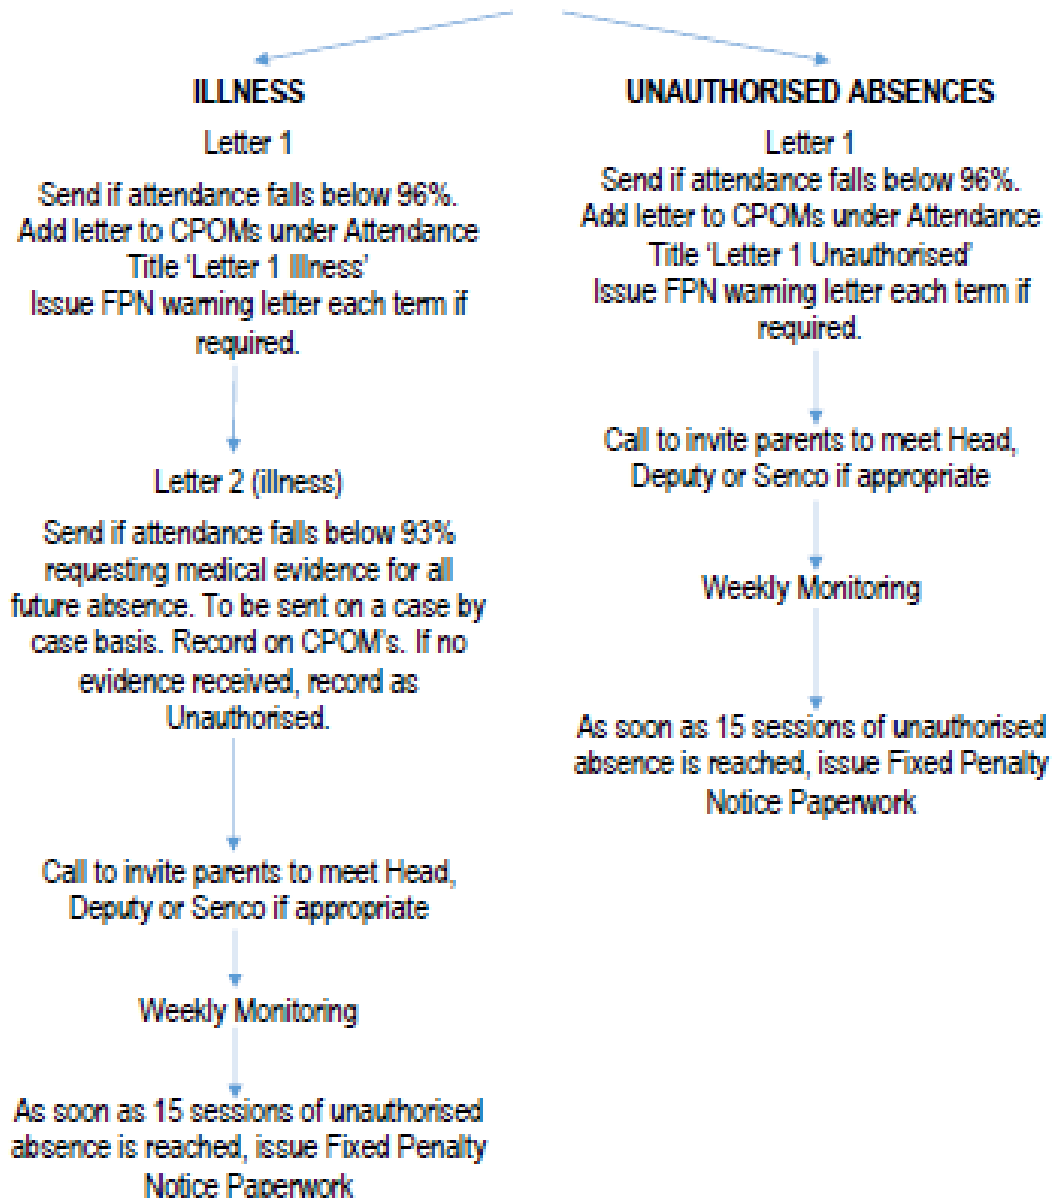 ILLNESS
Letter 1
Send if attendance falls below 96%.
Add letter to CPOMs under Attendance
Title ‘Letter 1 Illness’
Issue FPN warning letter each term if
required.
Letter 2 (illness)
Send if attendance falls below 93%
requesting medical evidence for all
future absence. To be sent on a case by
case basis. Record on CPOM’s. If no
evidence received, record as
Unauthorised.
Call to invite parents to meet Head,
Deputy or Senco if appropriate
Weekly Monitoring
As soon as 15 sessions of unauthorised
absence is reached, issue Fixed Penalty
Notice Paperwork
UNAUTHORISED ABSENCES
Letter 1
Send if attendance falls below 96%.
Add letter to CPOMs under Attendance
Title ‘Letter 1 Unauthorised’
Issue FPN warning letter each term if
required.
Call to invite parents to meet Head,
Deputy or Senco if appropriate
Weekly Monitoring
As soon as 15 sessions of unauthorised
absence is reached, issue Fixed Penalty
Notice Paperwork